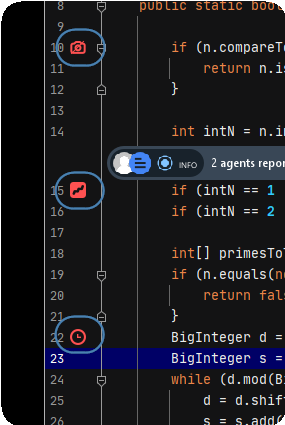 8 public static boo
9
10 if (n.compareTo
11 return n.is
12 }
13
14 int intN = n.in
INFO 2 agents repor
15 if (intN == 1
16 if (intN == 2
17
18 int[] primesTo
19 if (n.equals(
20 return fals
21 }
22 BigInteger d =
23 BigInteger s =
24 while (d.mod(Bi
25 d = d.shif
26 s = s.add(